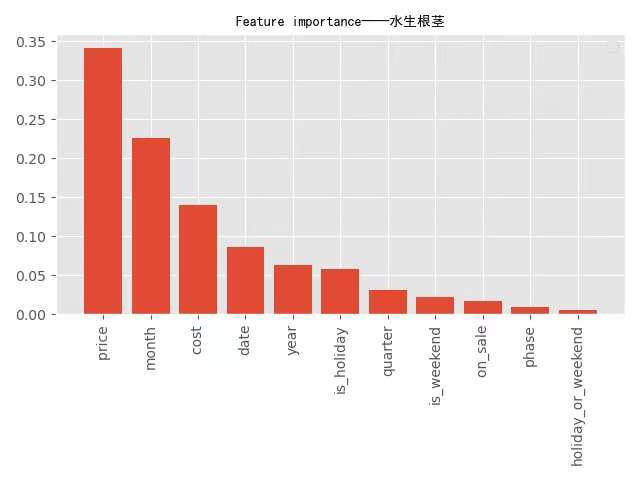 Feature importance——水生根茎
0.35
0.30
0.25
0.20
0.15
0.10
0.05
0.00
price
month
cost
date
year
is_holiday
quarter
is_weekend
on_sale
phase
holiday_or_weekend